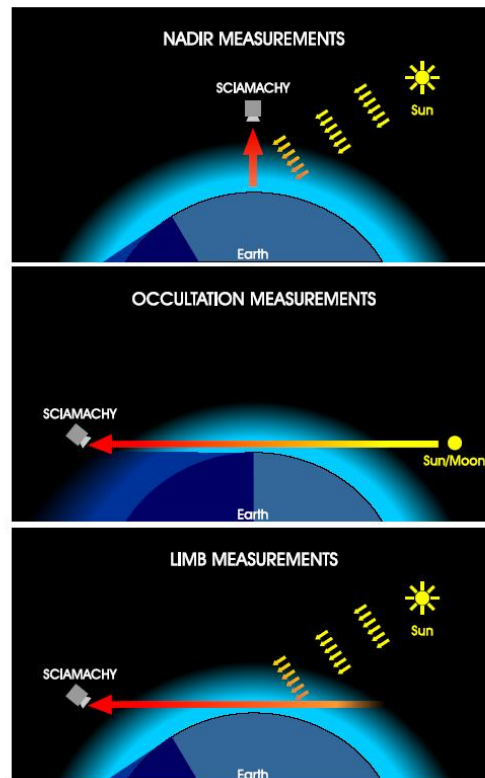 NADIR MEASUREMENTS
SCIAMACHY
Sun
Earth
OCCULTATION MEASUREMENTS
SCIAMACHY
Sun/Moon
Earth
LIMB MEASUREMENTS
Sun
SCIAMACHY
Earth